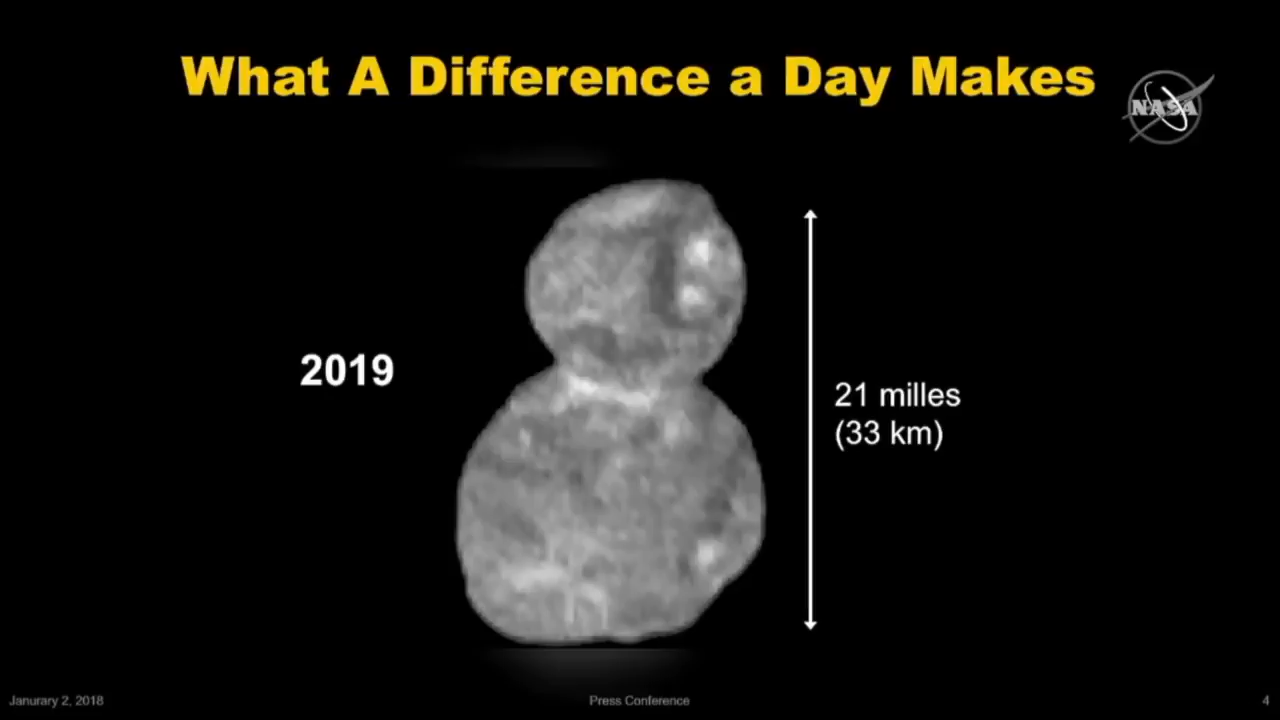 What A Difference a Day Makes
NASA
2019
21 milles
(33 km)
Janurary 2, 2018
Press Conference
4